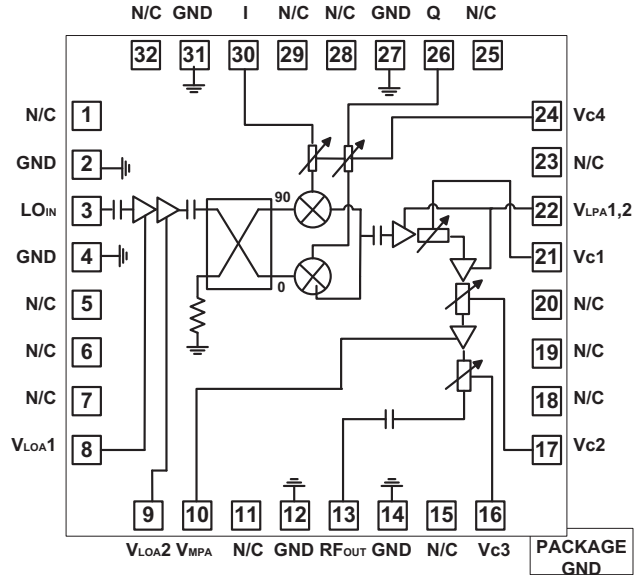 N/C GND I N/C N/C GND Q N/C
32 31 30 29 28 27 26 25
N/C 1
GND 2
LOIN 3
GND 4
N/C 5
N/C 6
N/C 7
VLOA1 8
90
0
24 Vc4
23 N/C
22 VLPA1,2
21 Vc1
20 N/C
19 N/C
18 N/C
17 Vc2
9 10 11 12 13 14 15 16
VLOA2 VMPA N/C GND RFOUT GND N/C Vc3
PACKAGE
GND